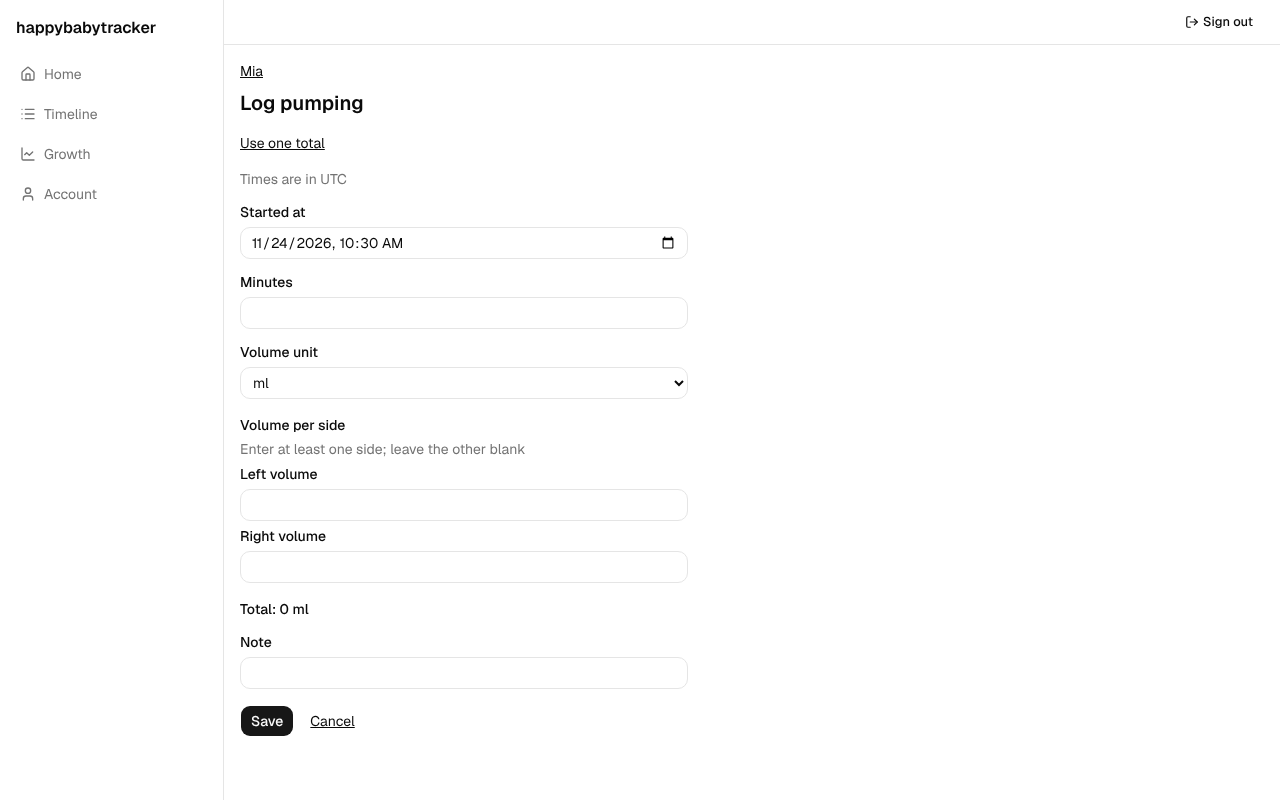 happybabytracker
Sign out
Home
Timeline
Growth
Account
Mia
Log pumping
Use one total
Times are in UTC
Started at
11/24/2026, 10:30 AM
Minutes
Volume unit
ml
Volume per side
Enter at least one side; leave the other blank
Left volume
Right volume
Total: 0 ml
Note
Save
Cancel